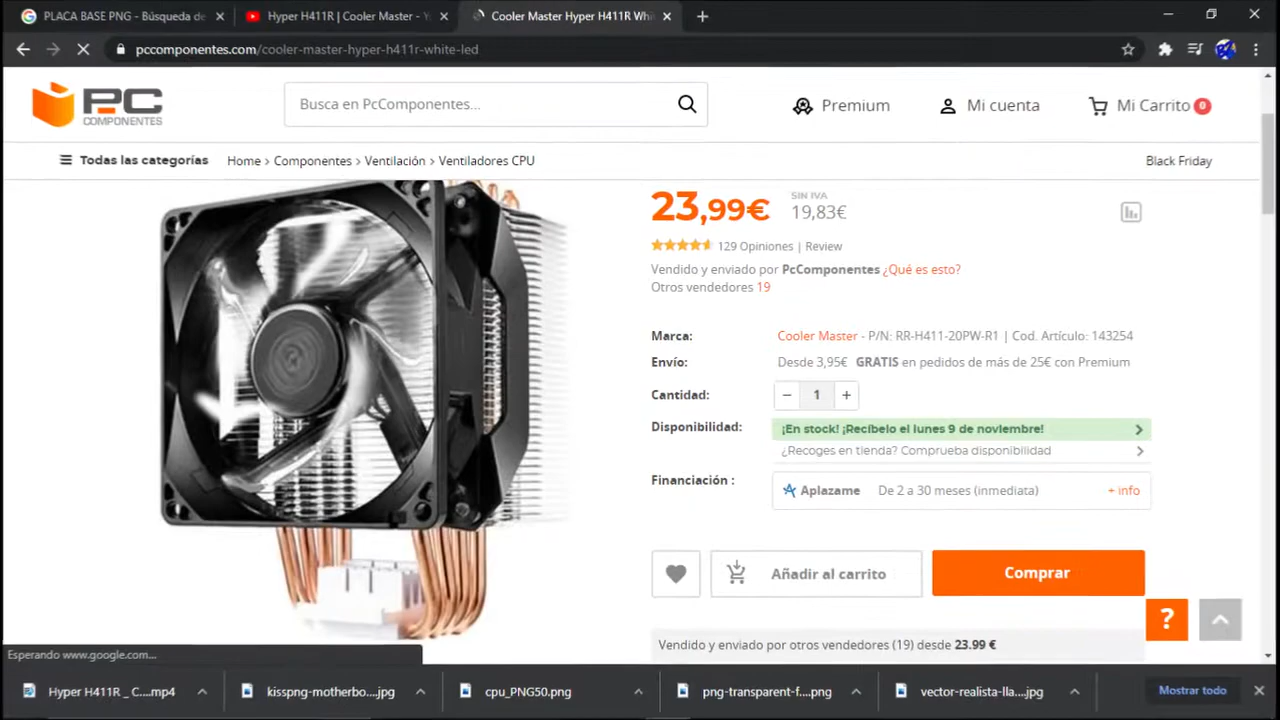 PLACA BASE PNG - Búsqueda de
Hyper H411R | Cooler Master - Y
Cooler Master Hyper H411R Whi
pccomponentes.com/cooler-master-hyper-h411r-white-led
PC
COMPONENTES
Busca en PcComponentes...
Premium
Mi cuenta
Mi Carrito 0
Todas las categorías
Home > Componentes > Ventilación > Ventiladores CPU
Black Friday
23,99€
SIN IVA
19,83€
129 Opiniones | Review
Vendido y enviado por PcComponentes ¿Qué es esto?
Otros vendedores 19
Marca: Cooler Master - P/N: RR-H411-20PW-R1 | Cod. Artículo: 143254
Envío: Desde 3,95€ GRATIS en pedidos de más de 25€ con Premium
Cantidad: − 1 +
Disponibilidad: ¡En stock! ¡Recíbelo el lunes 9 de noviembre!
¿Recoges en tienda? Comprueba disponibilidad
Financiación : Aplazame De 2 a 30 meses (inmediata) + info
Añadir al carrito
Comprar
?
Vendido y enviado por otros vendedores (19) desde 23.99 €
Esperando www.google.com...
Hyper H411R _ C....mp4
kisspng-motherbo....jpg
cpu_PNG50.png
png-transparent-f....png
vector-realista-lla....jpg
Mostrar todo